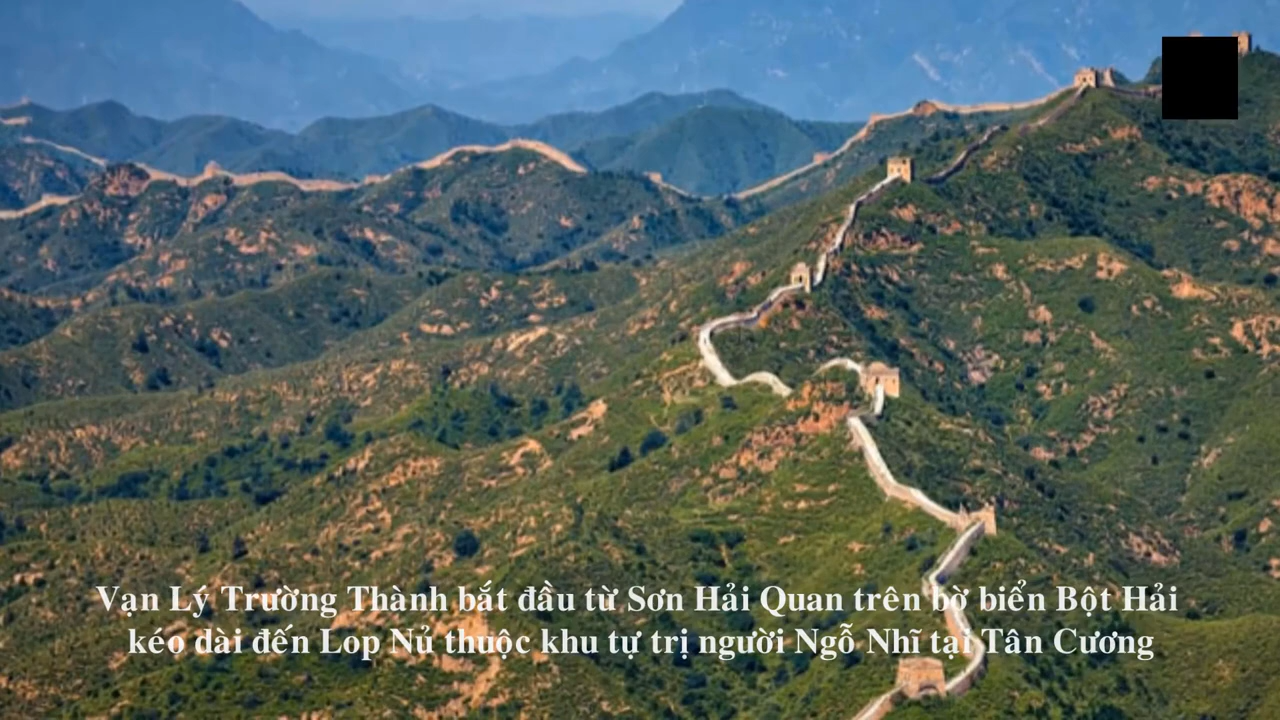 Vạn Lý Trường Thành bắt đầu từ Sơn Hải Quan trên bờ biển Bột Hải
kéo dài đến Lop Nủ thuộc khu tự trị người Ngỗ Nhĩ tại Tân Cương